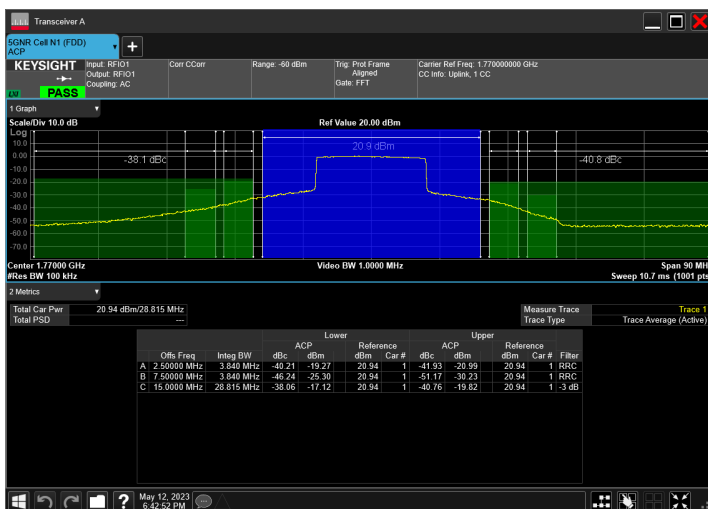 Transceiver A
5GNR Cell N1 (FDD)
ACP
+
KEYSIGHT
LXI
PASS
Input: RFIO1
Output: RFIO1
Coupling: AC
Corr CCorr
Range: -60 dBm
Trig: Prot Frame
Aligned
Gate: FFT
Carrier Ref Freq: 1.770000000 GHz
CC Info: Uplink, 1 CC
1 Graph
Scale/Div 10.0 dB
Ref Value 20.00 dBm
Log
10.0
0.00
-10.0
-20.0
-30.0
-40.0
-50.0
-60.0
-70.0
-38.1 dBc
20.9 dBm
-40.8 dBc
Center 1.77000 GHz
Video BW 1.0000 MHz
Span 90 MH
#Res BW 100 kHz
Sweep 10.7 ms (1001 pts
2 Metrics
Total Car Pwr 20.94 dBm/28.815 MHz
Total PSD ---
Measure Trace Trace 1
Trace Type Trace Average (Active)
Lower Upper
ACP Reference ACP Reference
Offs Freq Integ BW dBc dBm dBm Car # dBc dBm dBm Car # Filter
A 2.50000 MHz 3.840 MHz -40.21 -19.27 20.94 1 -41.93 -20.99 20.94 1 RRC
B 7.50000 MHz 3.840 MHz -46.24 -25.30 20.94 1 -51.17 -30.23 20.94 1 RRC
C 15.0000 MHz 28.815 MHz -38.06 -17.12 20.94 1 -40.76 -19.82 20.94 1 -3 dB
?
May 12, 2023
6:42:52 PM